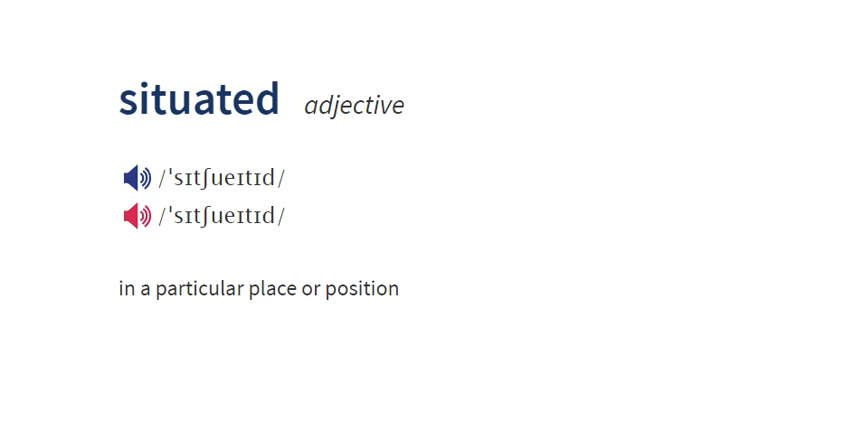 situated adjective
/ˈsɪtʃueɪtɪd/
/ˈsɪtʃueɪtɪd/
in a particular place or position